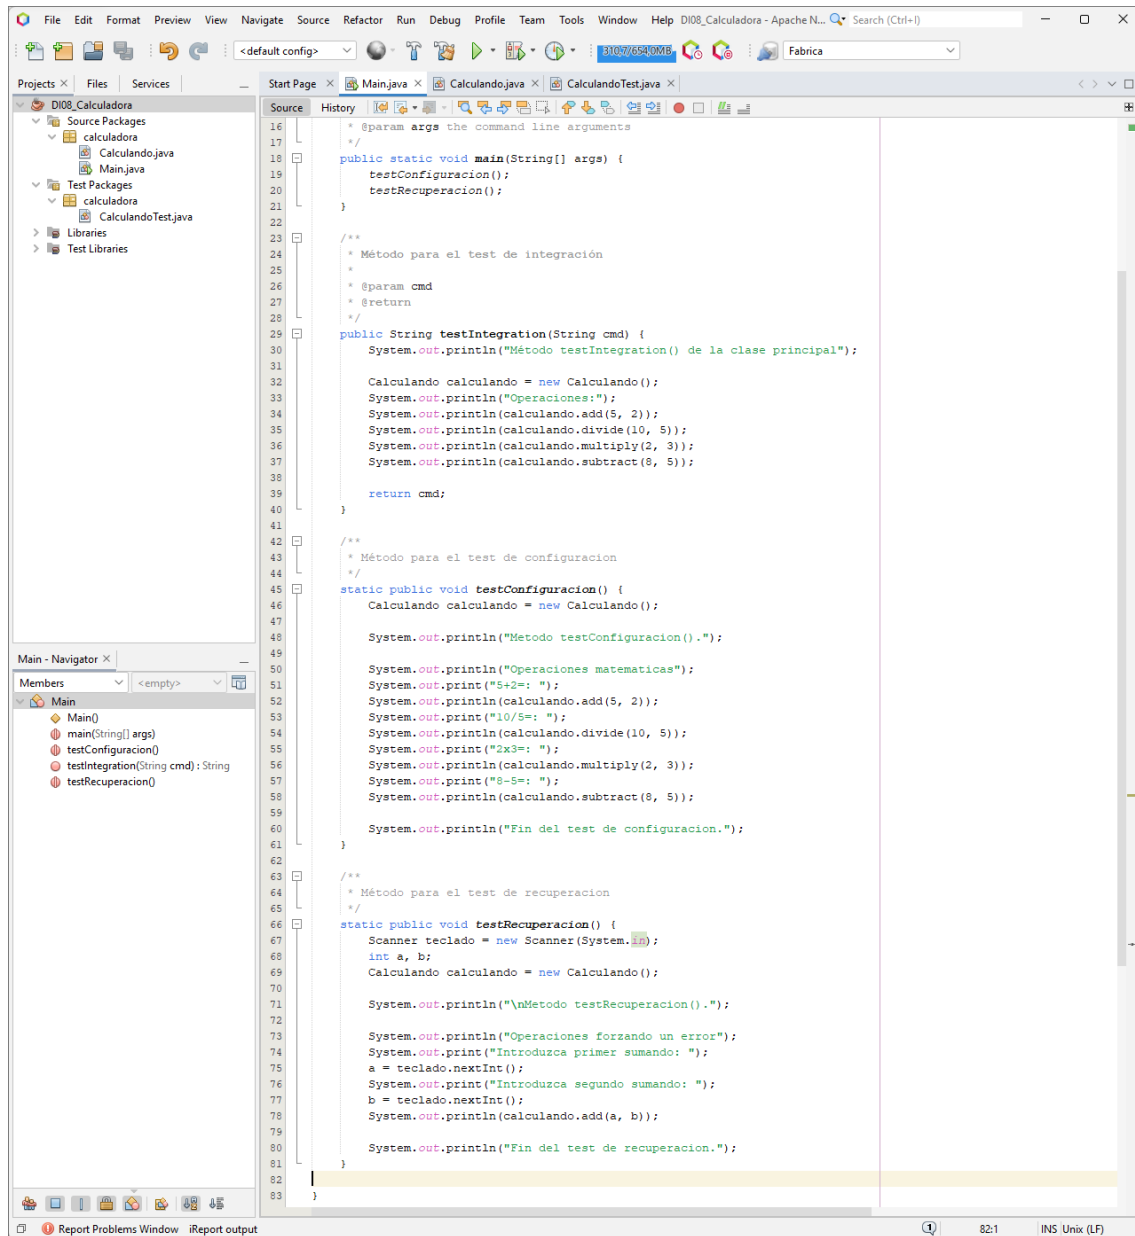 File Edit Format Preview View Navigate Source Refactor Run Debug Profile Team Tools Window Help DI08_Calculadora - Apache N... Search (Ctrl+I)
<default config> 310,7/654,0MB Fabrica
Projects Files Services
Start Page Main.java Calculando.java CalculandoTest.java
DI08_Calculadora
Source Packages
calculadora
Calculando.java
Main.java
Test Packages
calculadora
CalculandoTest.java
Libraries
Test Libraries
Source History
16 * @param args the command line arguments
17 */
18 public static void main(String[] args) {
19 testConfiguracion();
20 testRecuperacion();
21 }
22
23 /**
24 * Método para el test de integración
25 *
26 * @param cmd
27 * @return
28 */
29 public String testIntegration(String cmd) {
30 System.out.println("Método testIntegration() de la clase principal");
31
32 Calculando calculando = new Calculando();
33 System.out.println("Operaciones:");
34 System.out.println(calculando.add(5, 2));
35 System.out.println(calculando.divide(10, 5));
36 System.out.println(calculando.multiply(2, 3));
37 System.out.println(calculando.subtract(8, 5));
38
39 return cmd;
40 }
41
42 /**
43 * Método para el test de configuracion
44 */
45 static public void testConfiguracion() {
46 Calculando calculando = new Calculando();
47
48 System.out.println("Metodo testConfiguracion().");
49
50 System.out.println("Operaciones matematicas");
51 System.out.print("5+2=: ");
52 System.out.println(calculando.add(5, 2));
53 System.out.print("10/5=: ");
54 System.out.println(calculando.divide(10, 5));
55 System.out.print("2x3=: ");
56 System.out.println(calculando.multiply(2, 3));
57 System.out.print("8-5=: ");
58 System.out.println(calculando.subtract(8, 5));
59
60 System.out.println("Fin del test de configuracion.");
61 }
62
63 /**
64 * Método para el test de recuperacion
65 */
66 static public void testRecuperacion() {
67 Scanner teclado = new Scanner(System.in);
68 int a, b;
69 Calculando calculando = new Calculando();
70
71 System.out.println("\nMetodo testRecuperacion().");
72
73 System.out.println("Operaciones forzando un error");
74 System.out.print("Introduzca primer sumando: ");
75 a = teclado.nextInt();
76 System.out.print("Introduzca segundo sumando: ");
77 b = teclado.nextInt();
78 System.out.println(calculando.add(a, b));
79
80 System.out.println("Fin del test de recuperacion.");
81 }
82
83 }
Main - Navigator
Members <empty>
Main
Main()
main(String[] args)
testConfiguracion()
testIntegration(String cmd) : String
testRecuperacion()
Report Problems Window iReport output
1 82:1 INS Unix (LF)